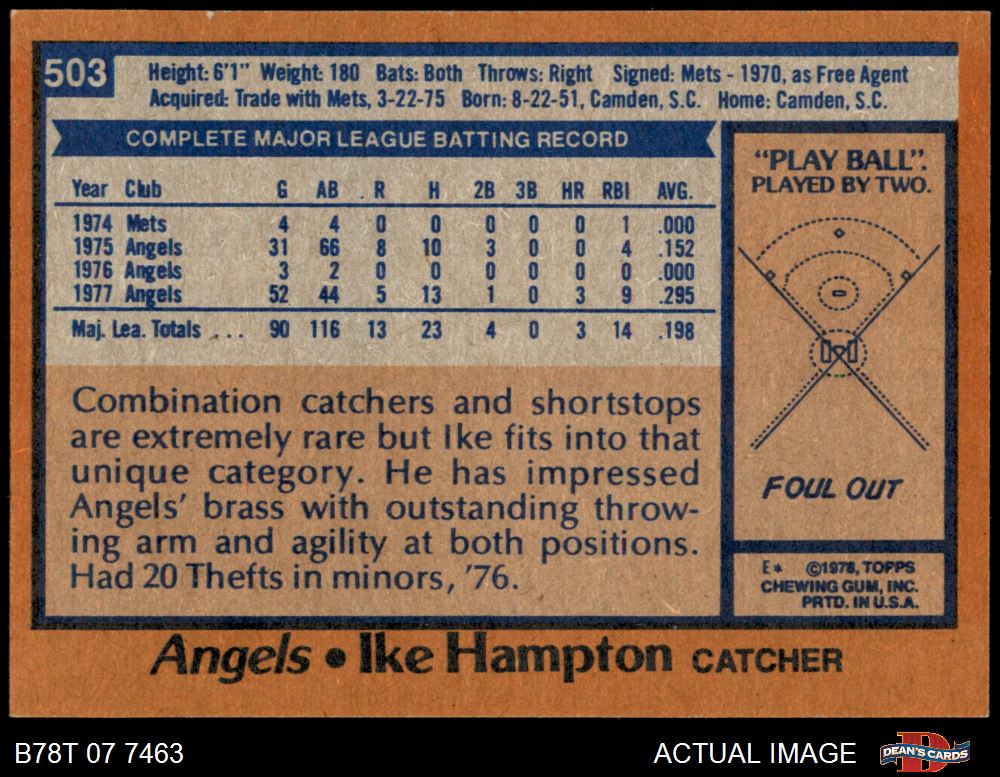 503
Height: 6'1" Weight: 180 Bats: Both Throws: Right Signed: Mets - 1970, as Free Agent
Acquired: Trade with Mets, 3-22-75 Born: 8-22-51, Camden, S.C. Home: Camden, S.C.
COMPLETE MAJOR LEAGUE BATTING RECORD
Year Club G AB R H 2B 3B HR RBI AVG.
1974 Mets 4 4 0 0 0 0 0 1 .000
1975 Angels 31 66 8 10 3 0 0 4 .152
1976 Angels 3 2 0 0 0 0 0 0 .000
1977 Angels 52 44 5 13 1 0 3 9 .295
Maj. Lea. Totals ... 90 116 13 23 4 0 3 14 .198
Combination catchers and shortstops
are extremely rare but Ike fits into that
unique category. He has impressed
Angels' brass with outstanding throw-
ing arm and agility at both positions.
Had 20 Thefts in minors, '76.
"PLAY BALL".
PLAYED BY TWO.
FOUL OUT
E* ©1978, TOPPS
CHEWING GUM, INC.
PRTD. IN U.S.A.
Angels • Ike Hampton CATCHER
B78T 07 7463
ACTUAL IMAGE
DEAN'S CARDS